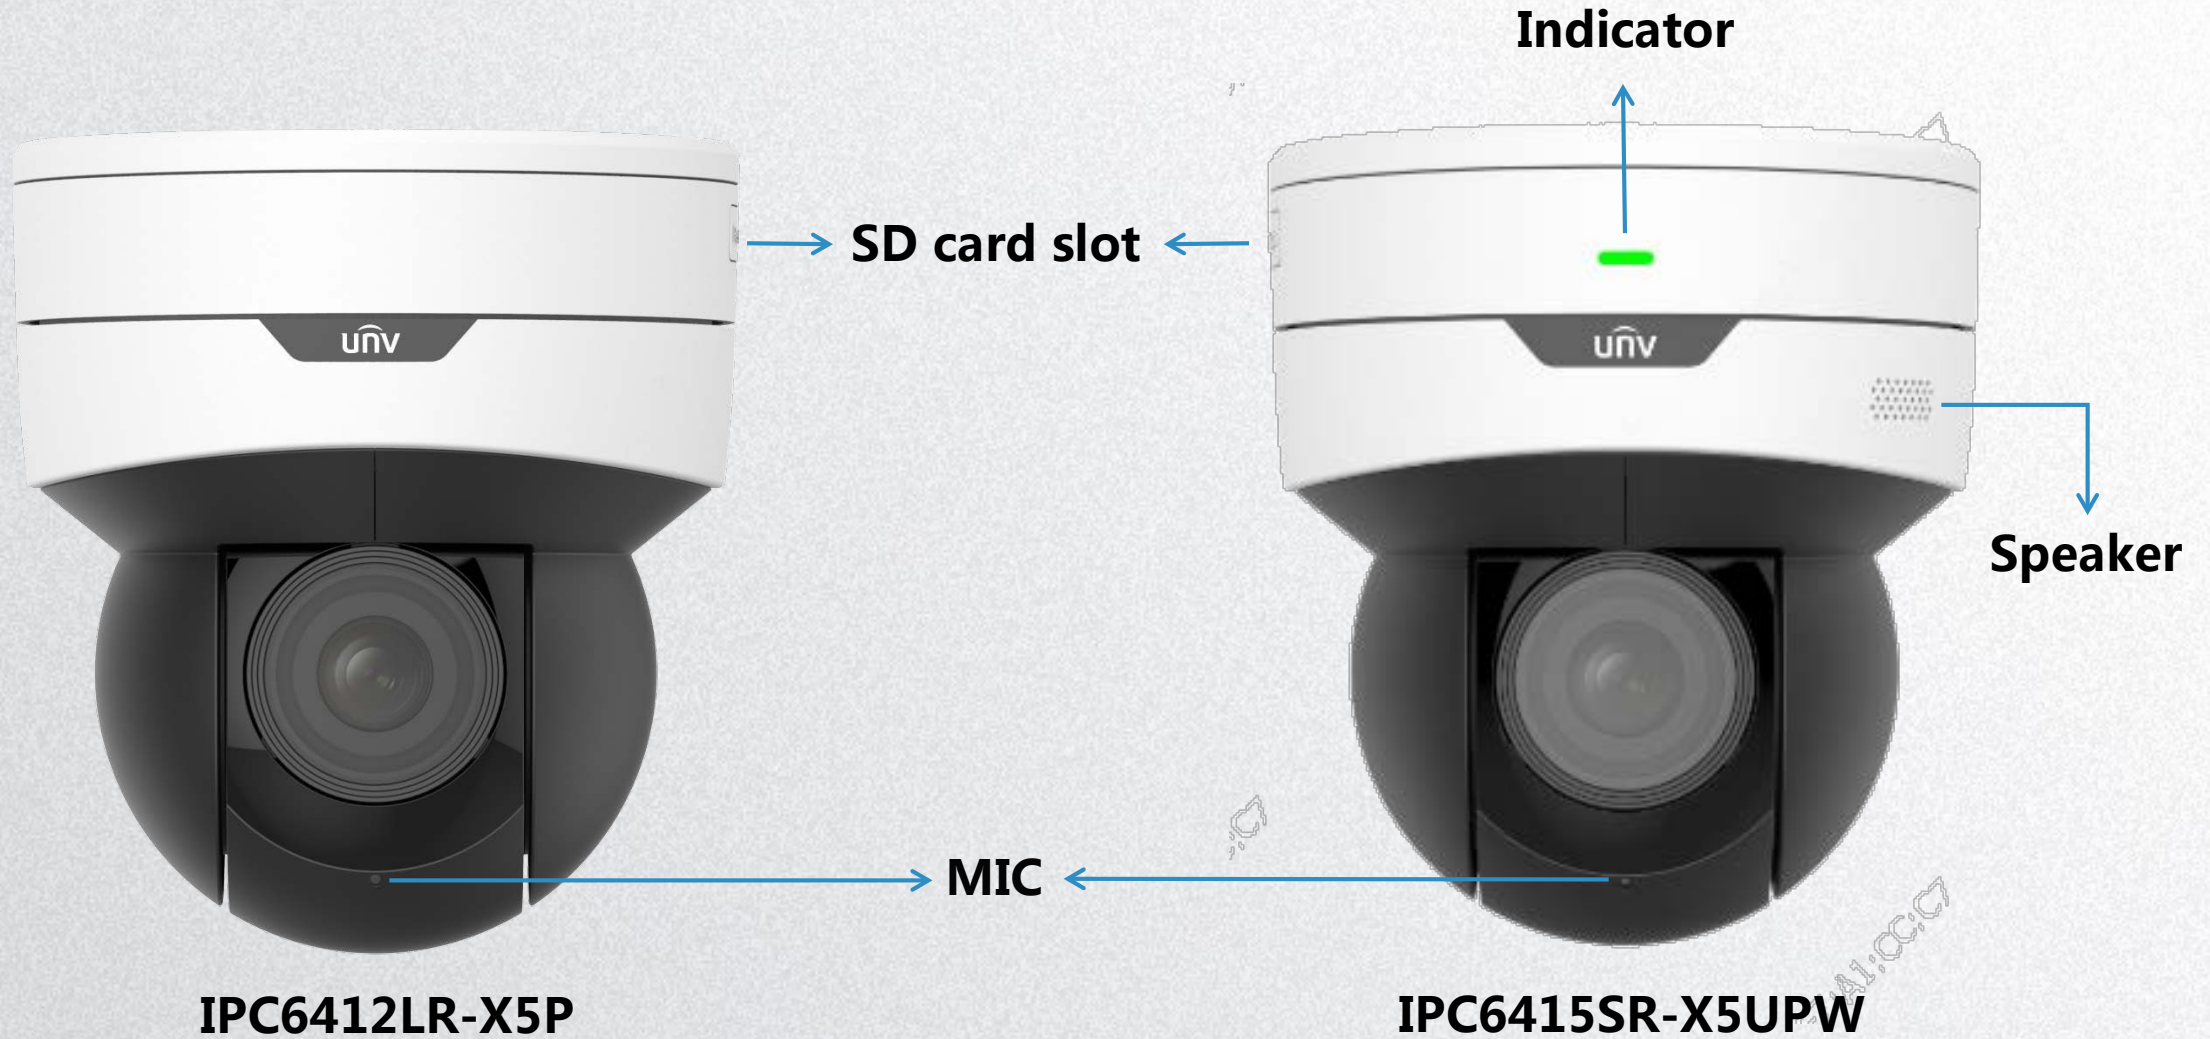 Indicator
SD card slot
unv
unv
Speaker
MIC
IPC6412LR-X5P
IPC6415SR-X5UPW